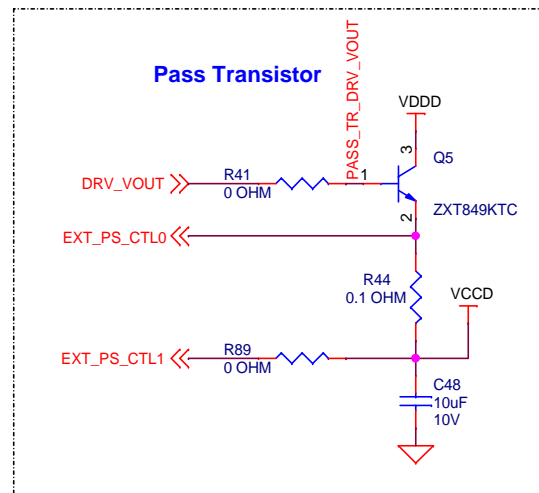 Pass Transistor
PASS_TR_DRV_VOUT
VDDD
3
Q5
R41
1
DRV_VOUT
0 OHM
ZXT849KTC
2
EXT_PS_CTL0
R44
0.1 OHM
VCCD
R89
EXT_PS_CTL1
0 OHM
C48
10uF
10V